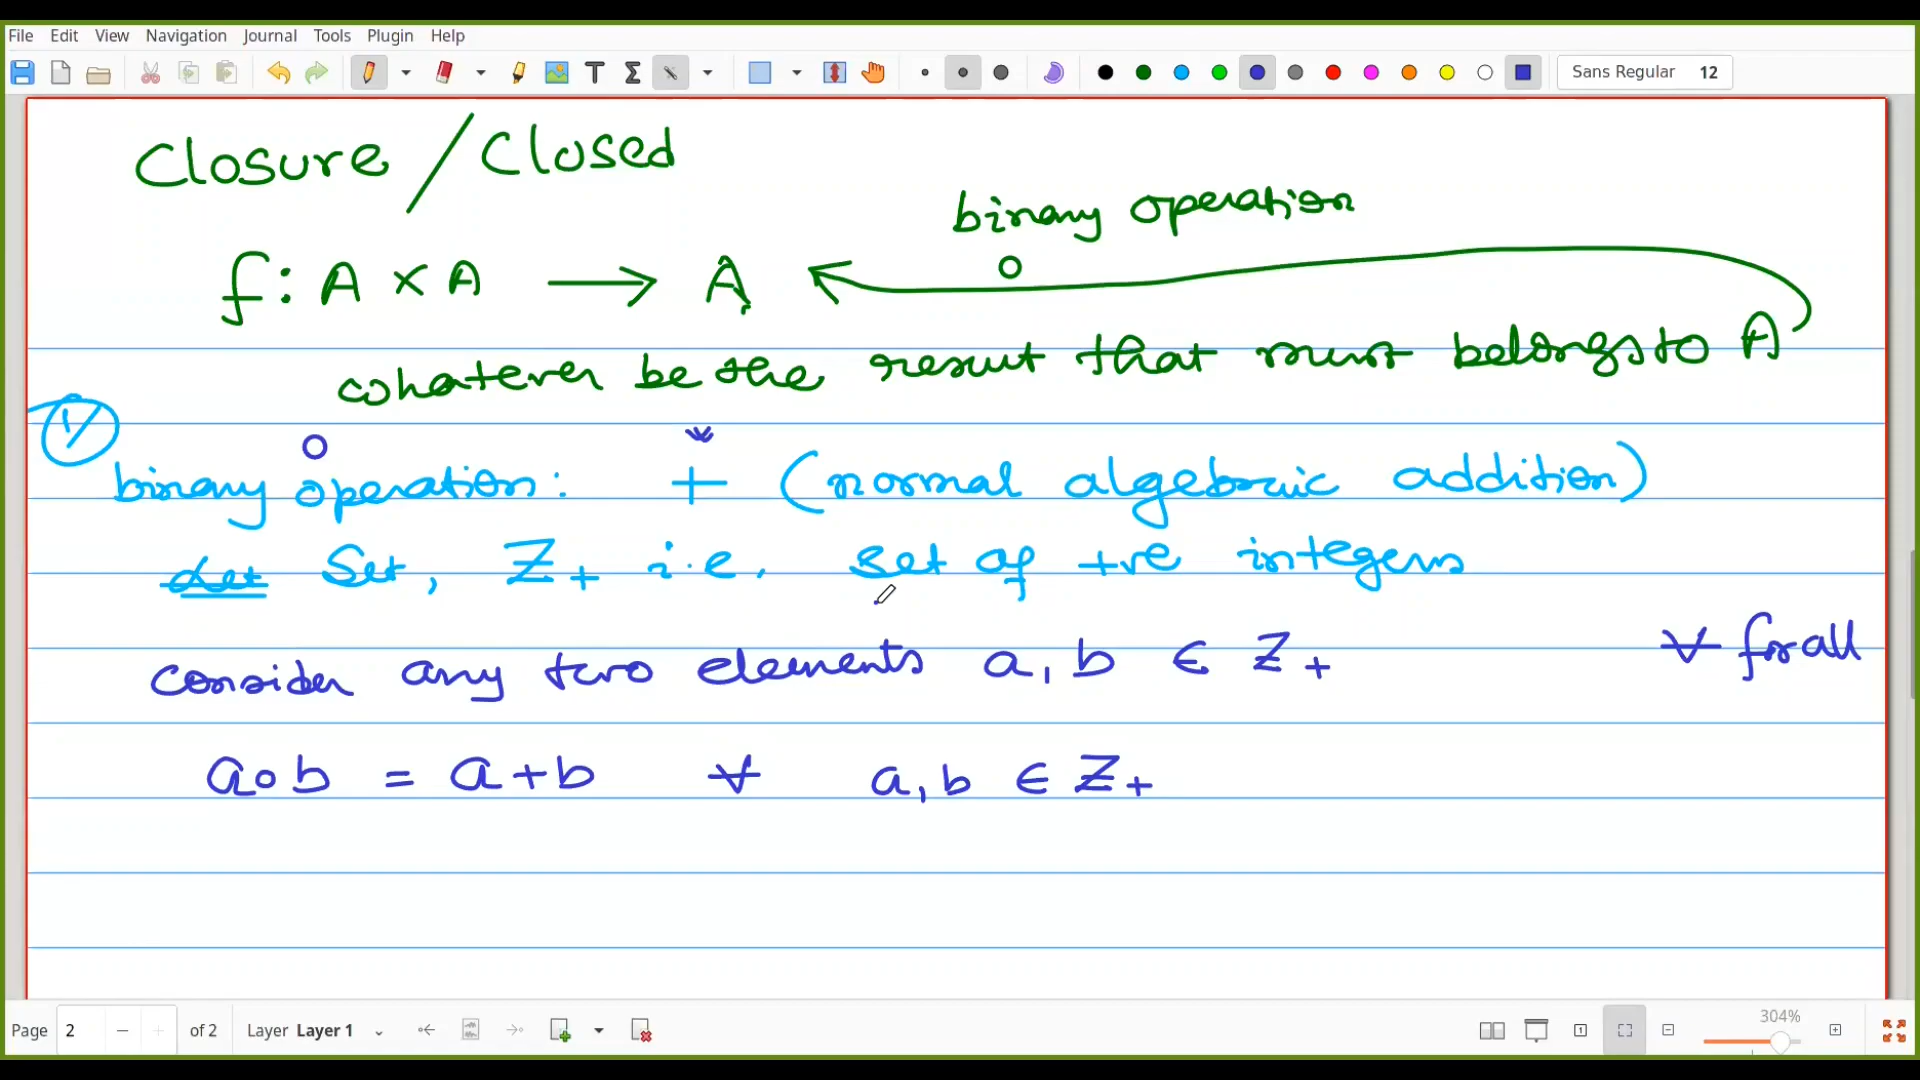 File Edit View Navigation Journal Tools Plugin Help
Sans Regular 12
Closure / Closed
binary operation
o
f: A × A → A
whatever be the result that must belongs to A
1
o *
binary operation: + (normal algebraic addition)
Let Set, Z+ i.e. set of +ve integers
∀ for all
consider any two elements a, b ∈ Z+
a o b = a + b ∀ a, b ∈ Z+
Page 2 of 2 Layer Layer 1 304%